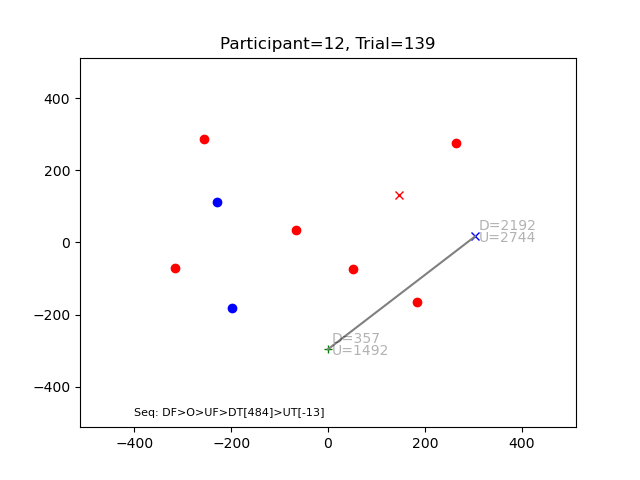 Participant=12, Trial=139
400
200
0
−200
−400
D=2192
U=2744
D=357
U=1492
Seq: DF>O>UF>DT[484]>UT[-13]
−400
−200
0
200
400